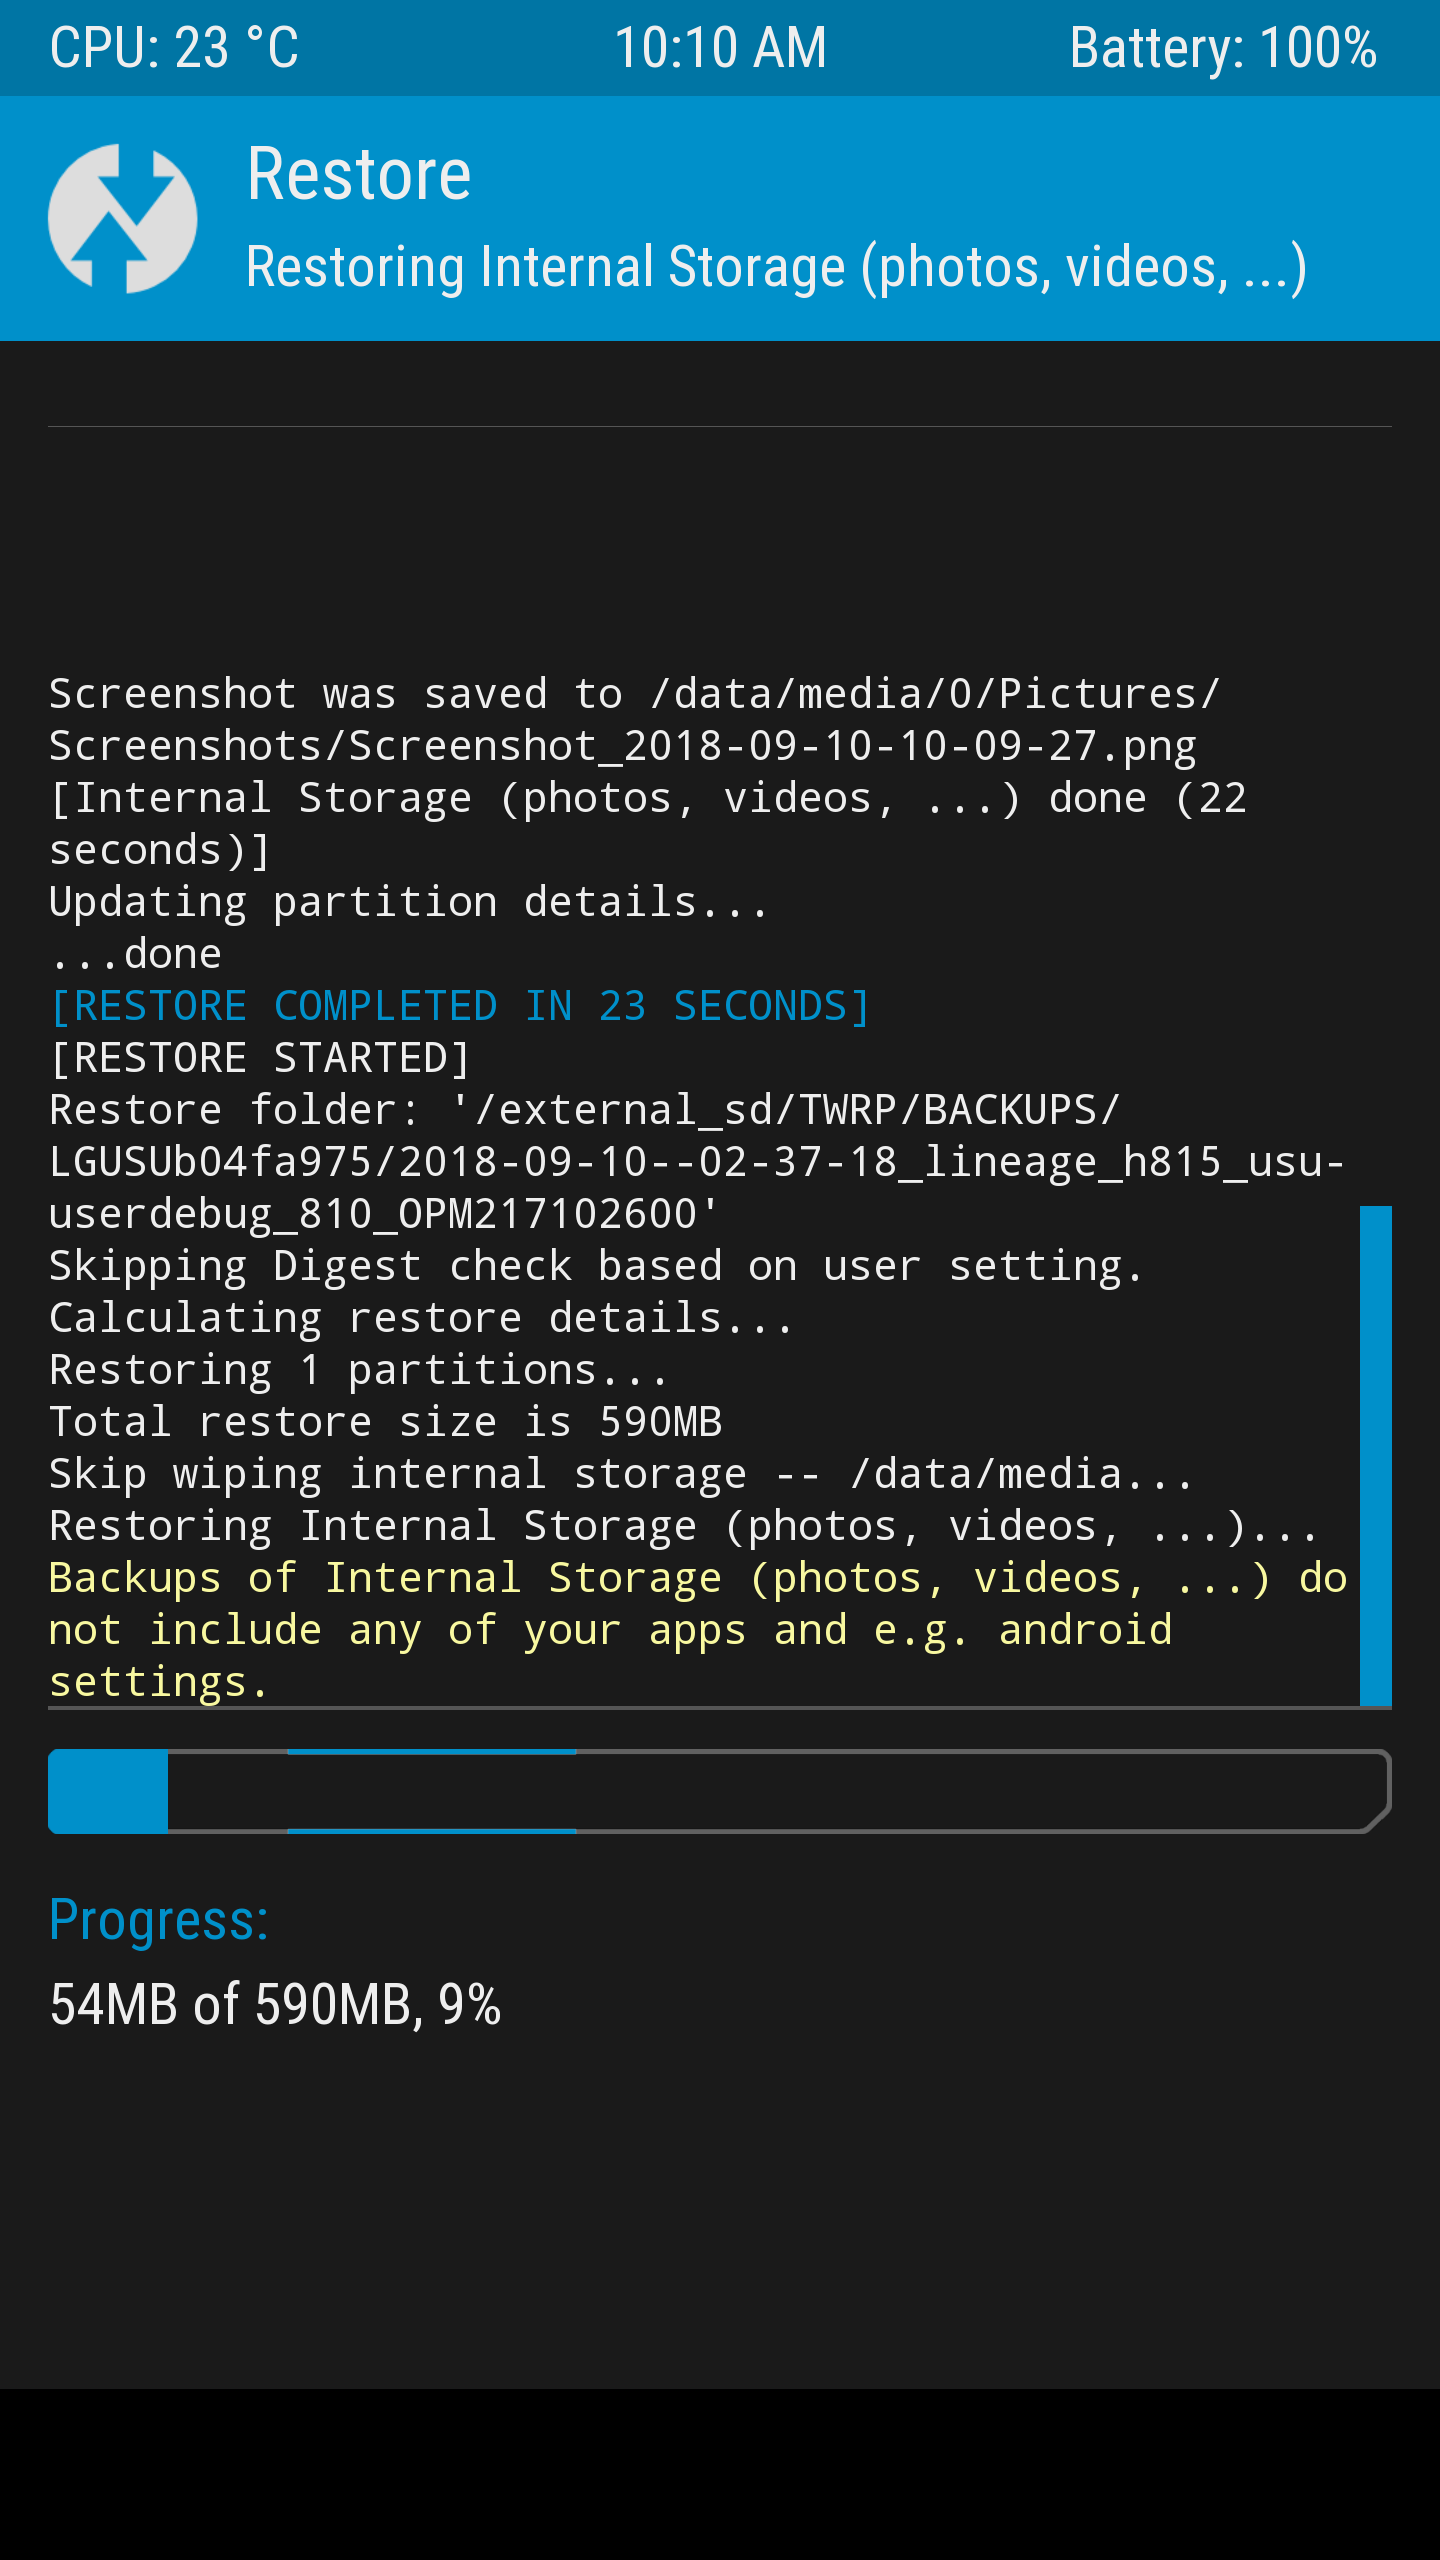 CPU: 23 °C 10:10 AM Battery: 100%
Restore
Restoring Internal Storage (photos, videos, ...)
Screenshot was saved to /data/media/0/Pictures/
Screenshots/Screenshot_2018-09-10-10-09-27.png
[Internal Storage (photos, videos, ...) done (22
seconds)]
Updating partition details...
...done
[RESTORE COMPLETED IN 23 SECONDS]
[RESTORE STARTED]
Restore folder: '/external_sd/TWRP/BACKUPS/
LGUSUb04fa975/2018-09-10--02-37-18_lineage_h815_usu-
userdebug_810_OPM217102600'
Skipping Digest check based on user setting.
Calculating restore details...
Restoring 1 partitions...
Total restore size is 590MB
Skip wiping internal storage -- /data/media...
Restoring Internal Storage (photos, videos, ...)...
Backups of Internal Storage (photos, videos, ...) do
not include any of your apps and e.g. android
settings.
Progress:
54MB of 590MB, 9%